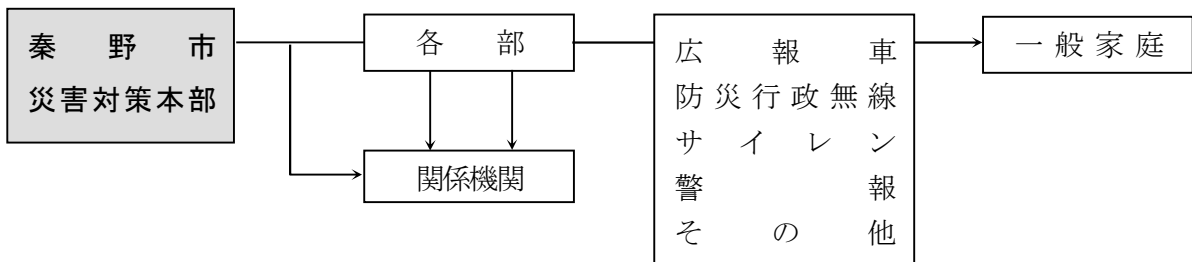 秦野市
災害対策本部
各部
関係機関
広報車
防災行政無線
サイレン
警報
その他
一般家庭